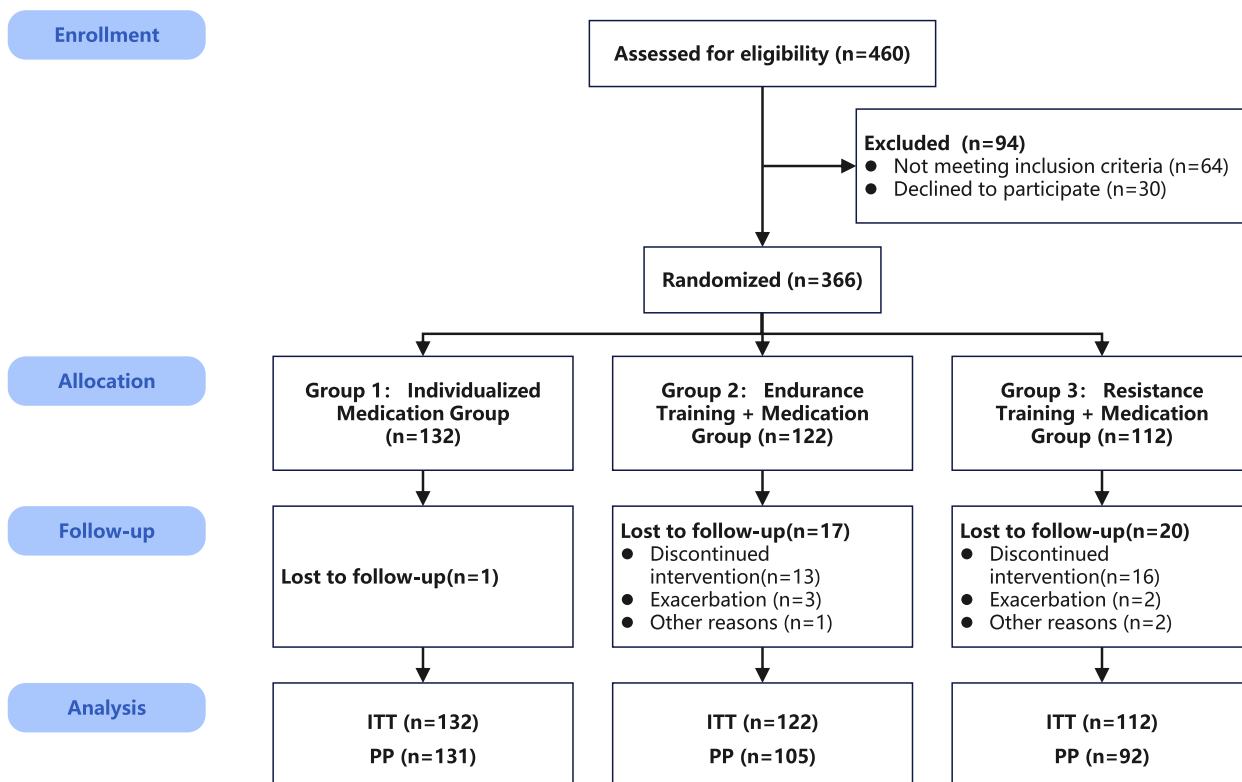 Enrollment
Assessed for eligibility (n=460)
Excluded (n=94)
● Not meeting inclusion criteria (n=64)
● Declined to participate (n=30)
Randomized (n=366)
Allocation
Group 1： Individualized
Medication Group
(n=132)
Group 2： Endurance
Training + Medication
Group (n=122)
Group 3： Resistance
Training + Medication
Group (n=112)
Follow-up
Lost to follow-up(n=1)
Lost to follow-up(n=17)
● Discontinued
intervention(n=13)
● Exacerbation (n=3)
● Other reasons (n=1)
Lost to follow-up(n=20)
● Discontinued
intervention(n=16)
● Exacerbation (n=2)
● Other reasons (n=2)
Analysis
ITT (n=132)
PP (n=131)
ITT (n=122)
PP (n=105)
ITT (n=112)
PP (n=92)